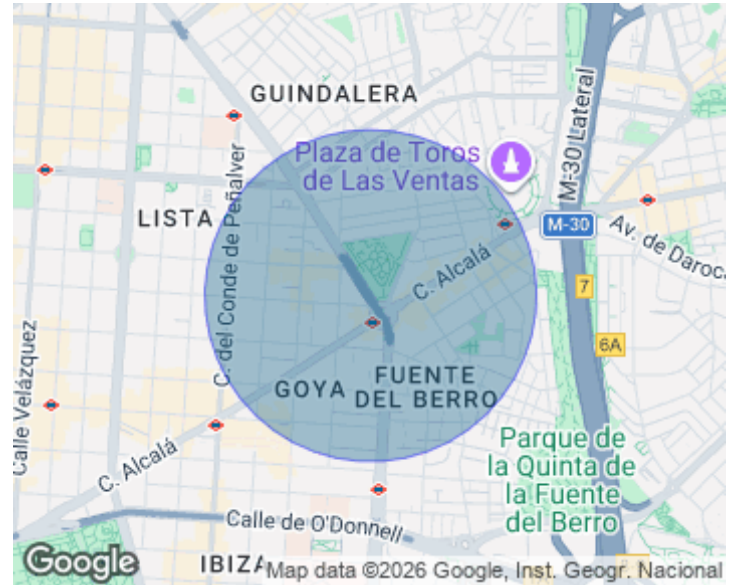 GUINDALERA
Plaza de Toros
de Las Ventas
M-30 Lateral
C. del Conde de Peñalver
LISTA
M-30
Av. de Daroca
C. Alcalá
7
6A
Calle Velázquez
GOYA
FUENTE
DEL BERRO
C. Alcalá
Parque de
la Quinta de
la Fuente
del Berro
Calle de O'Donnell
Google
IBIZA
Map data ©2026 Google, Inst. Geogr. Nacional